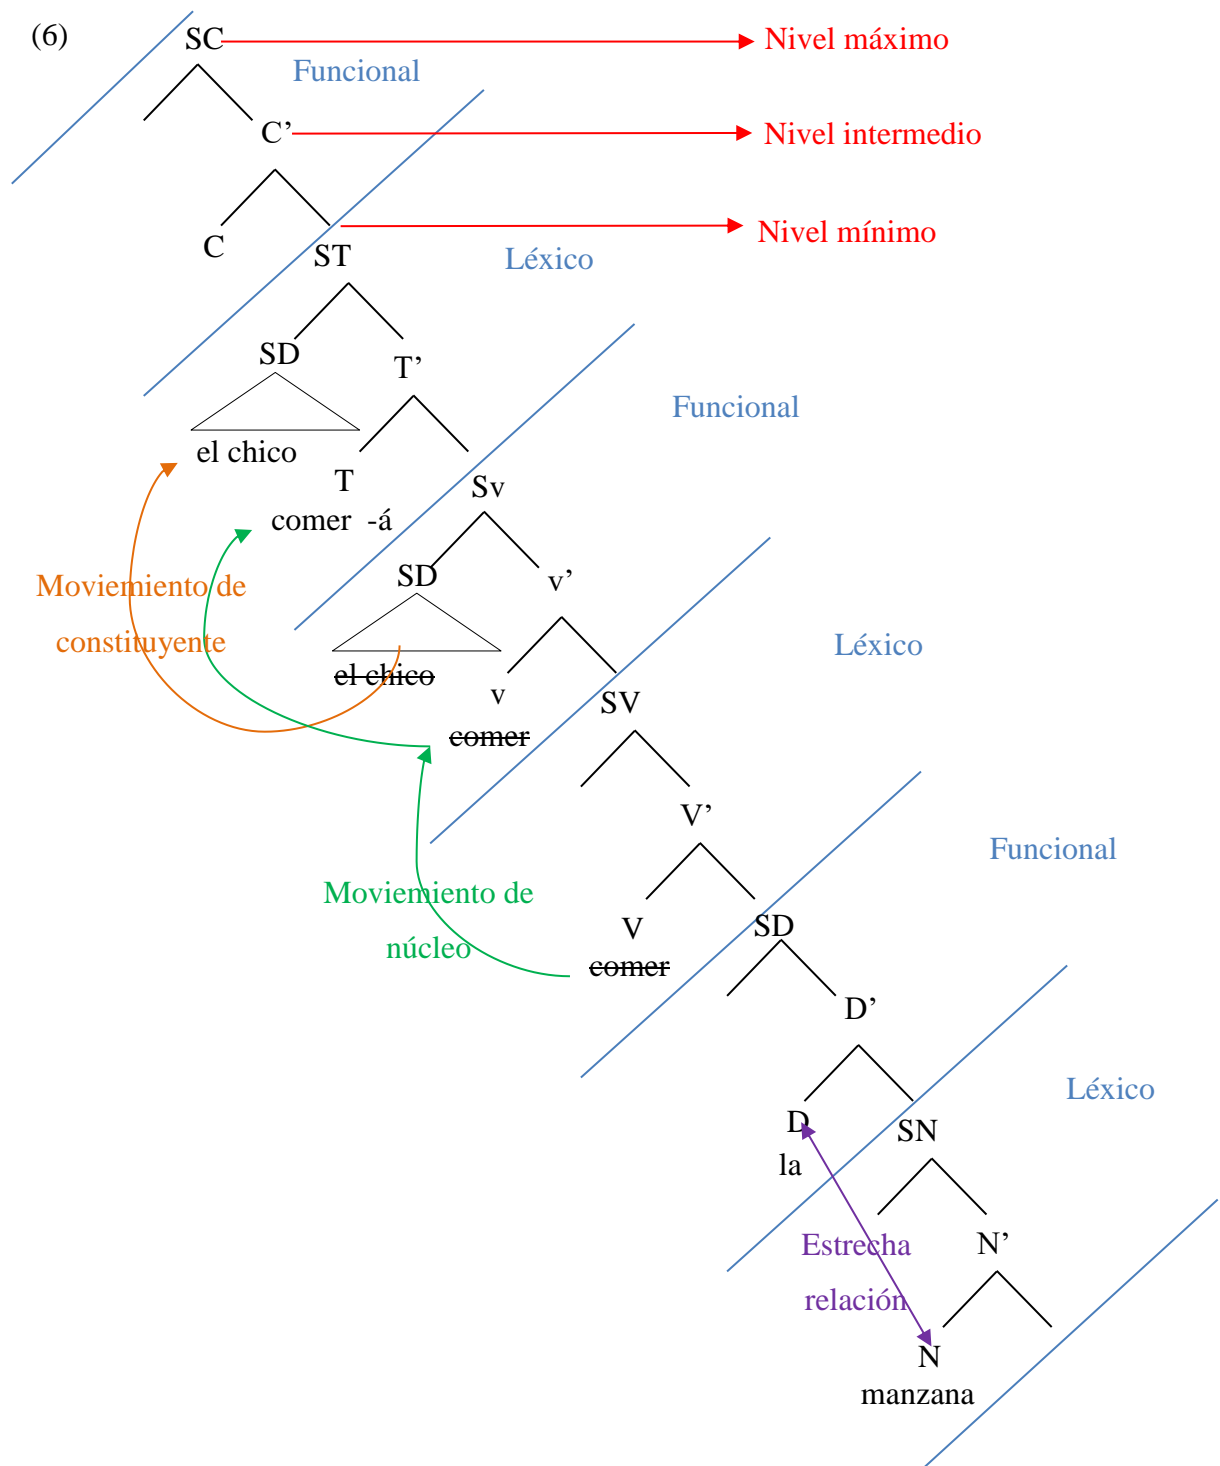 (6)
SC Nivel máximo
Funcional
C’ Nivel intermedio
C Nivel mínimo
ST Léxico
SD T’
Funcional
el chico
T Sv
comer -á
SD v’
Moviemiento de
constituyente Léxico
el chico
v SV
comer
V’
Funcional
Moviemiento de
V SD
núcleo
comer
D’
Léxico
D SN
la
Estrecha N’
relación
N
manzana